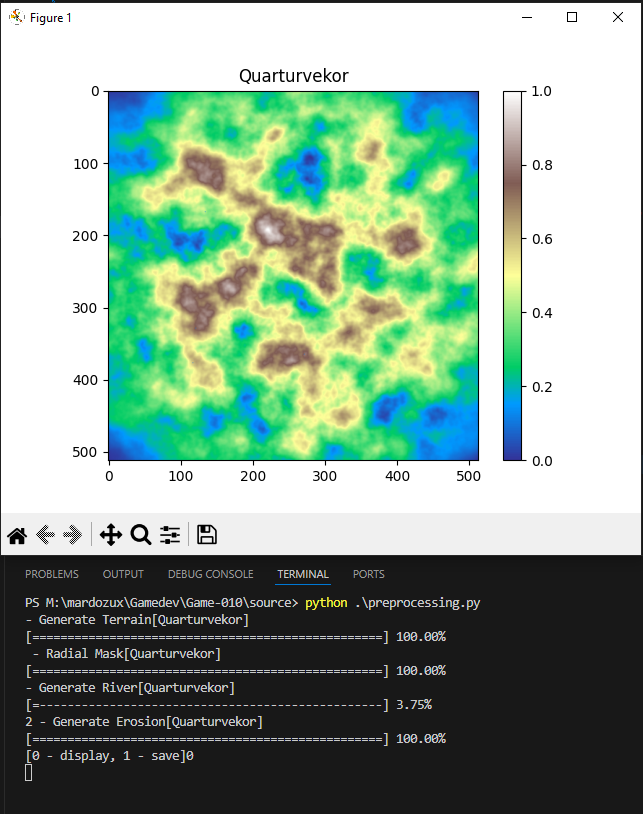 Figure 1
Quarturvekor
0
100
200
300
400
500
0 100 200 300 400 500
1.0
0.8
0.6
0.4
0.2
0.0
PROBLEMS OUTPUT DEBUG CONSOLE TERMINAL PORTS
PS M:\mardozux\Gamedev\Game-010\source> python .\preprocessing.py
- Generate Terrain[Quarturvekor]
[==================================================] 100.00%
 - Radial Mask[Quarturvekor]
[==================================================] 100.00%
- Generate River[Quarturvekor]
[=-------------------------------------------------] 3.75%
2 - Generate Erosion[Quarturvekor]
[==================================================] 100.00%
[0 - display, 1 - save]0